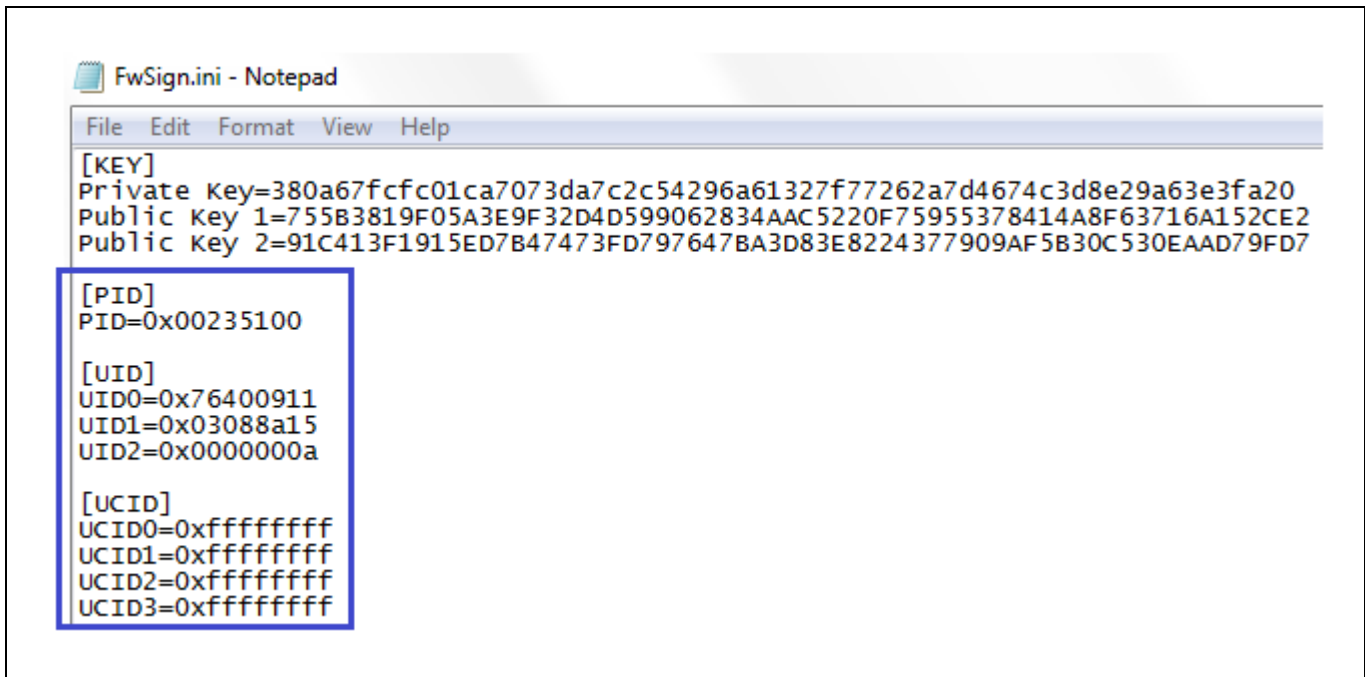 FwSign.ini - Notepad
File Edit Format View Help
[KEY]
Private Key=380a67fcfc01ca7073da7c2c54296a61327f77262a7d4674c3d8e29a63e3fa20
Public Key 1=755B3819F05A3E9F32D4D599062834AAC5220F75955378414A8F63716A152CE2
Public Key 2=91C413F1915ED7B47473FD797647BA3D83E8224377909AF5B30C530EAAD79FD7
[PID]
PID=0x00235100
[UID]
UID0=0x76400911
UID1=0x03088a15
UID2=0x0000000a
[UCID]
UCID0=0xffffffff
UCID1=0xffffffff
UCID2=0xffffffff
UCID3=0xffffffff